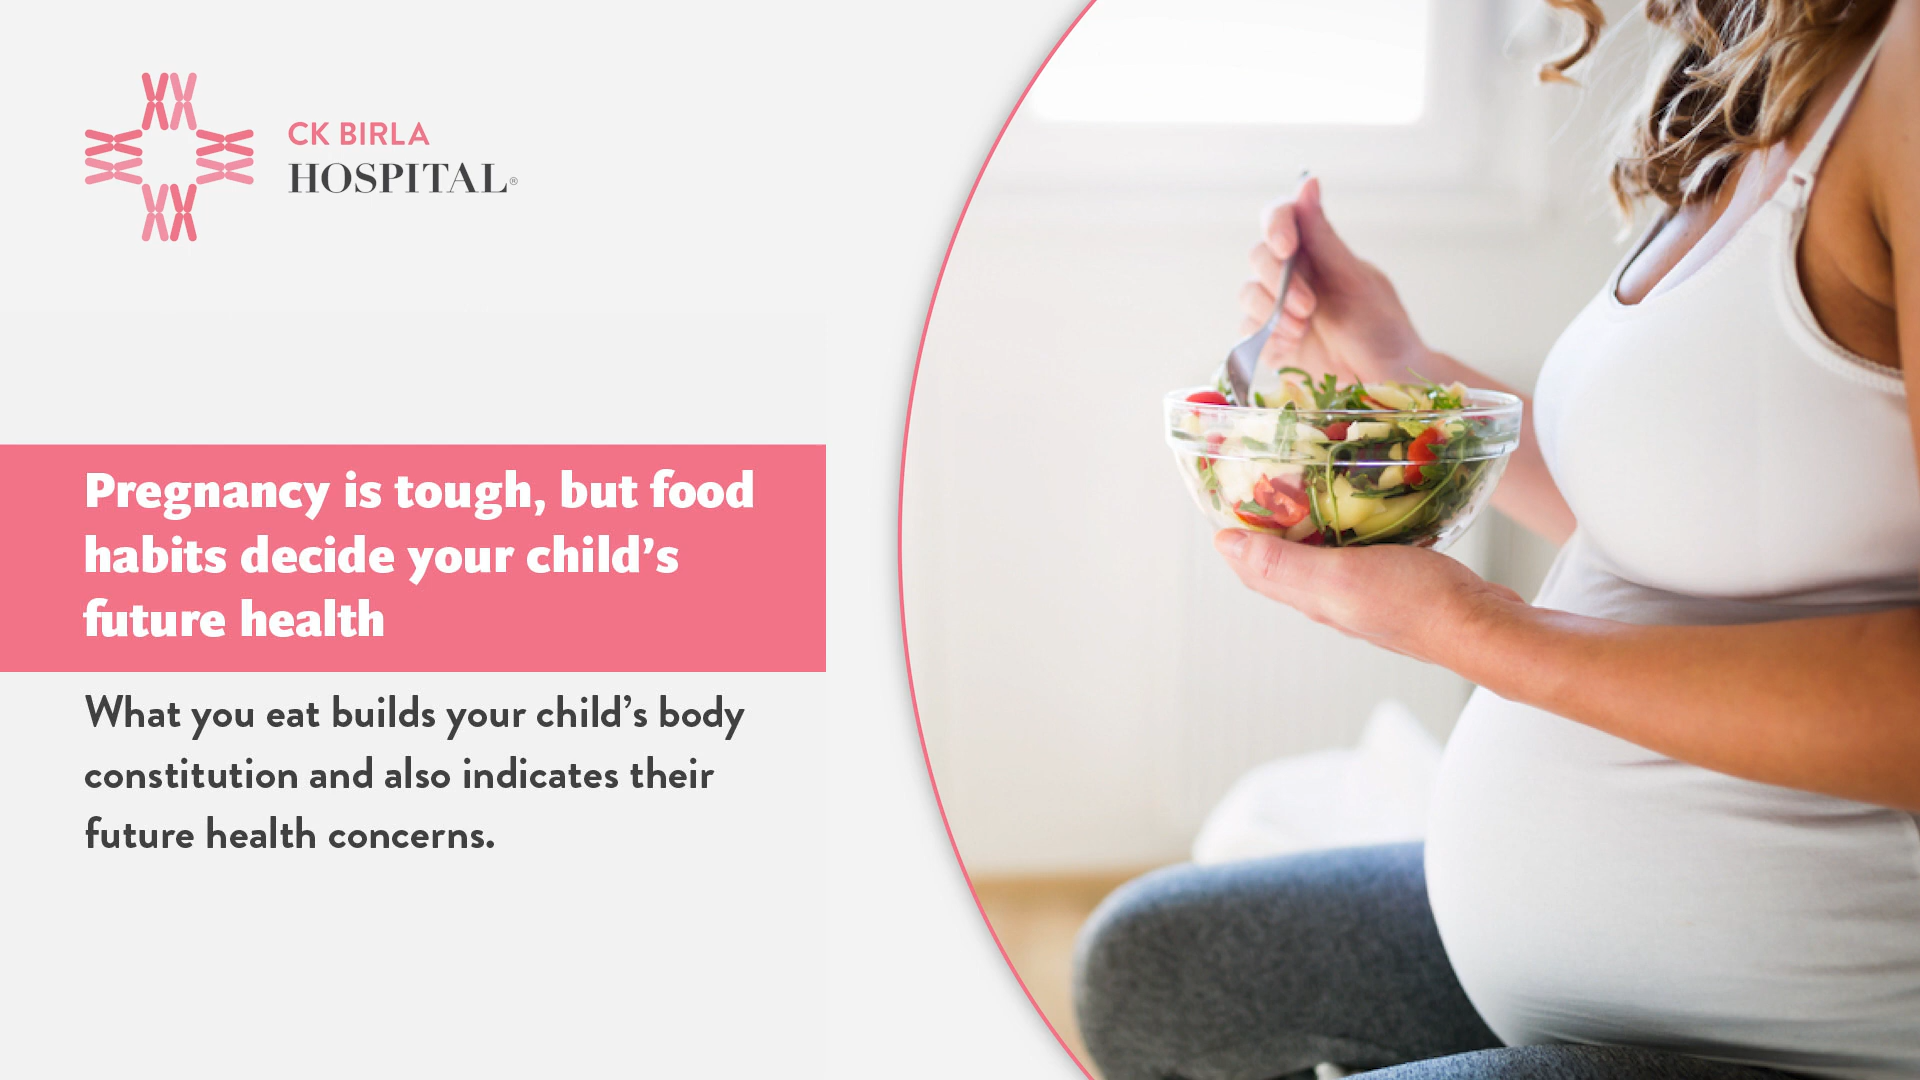 CK BIRLA
HOSPITAL®
Pregnancy is tough, but food
habits decide your child’s
future health
What you eat builds your child’s body
constitution and also indicates their
future health concerns.